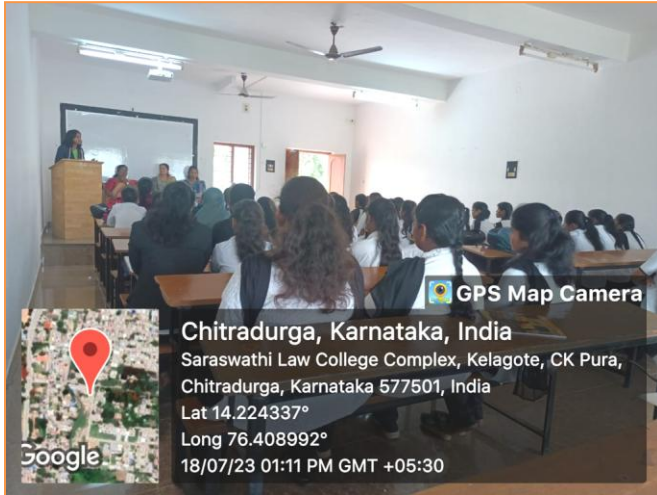 GPS Map Camera
Chitradurga, Karnataka, India
Saraswathi Law College Complex, Kelagote, CK Pura,
Chitradurga, Karnataka 577501, India
Lat 14.224337°
Long 76.408992°
18/07/23 01:11 PM GMT +05:30
Google